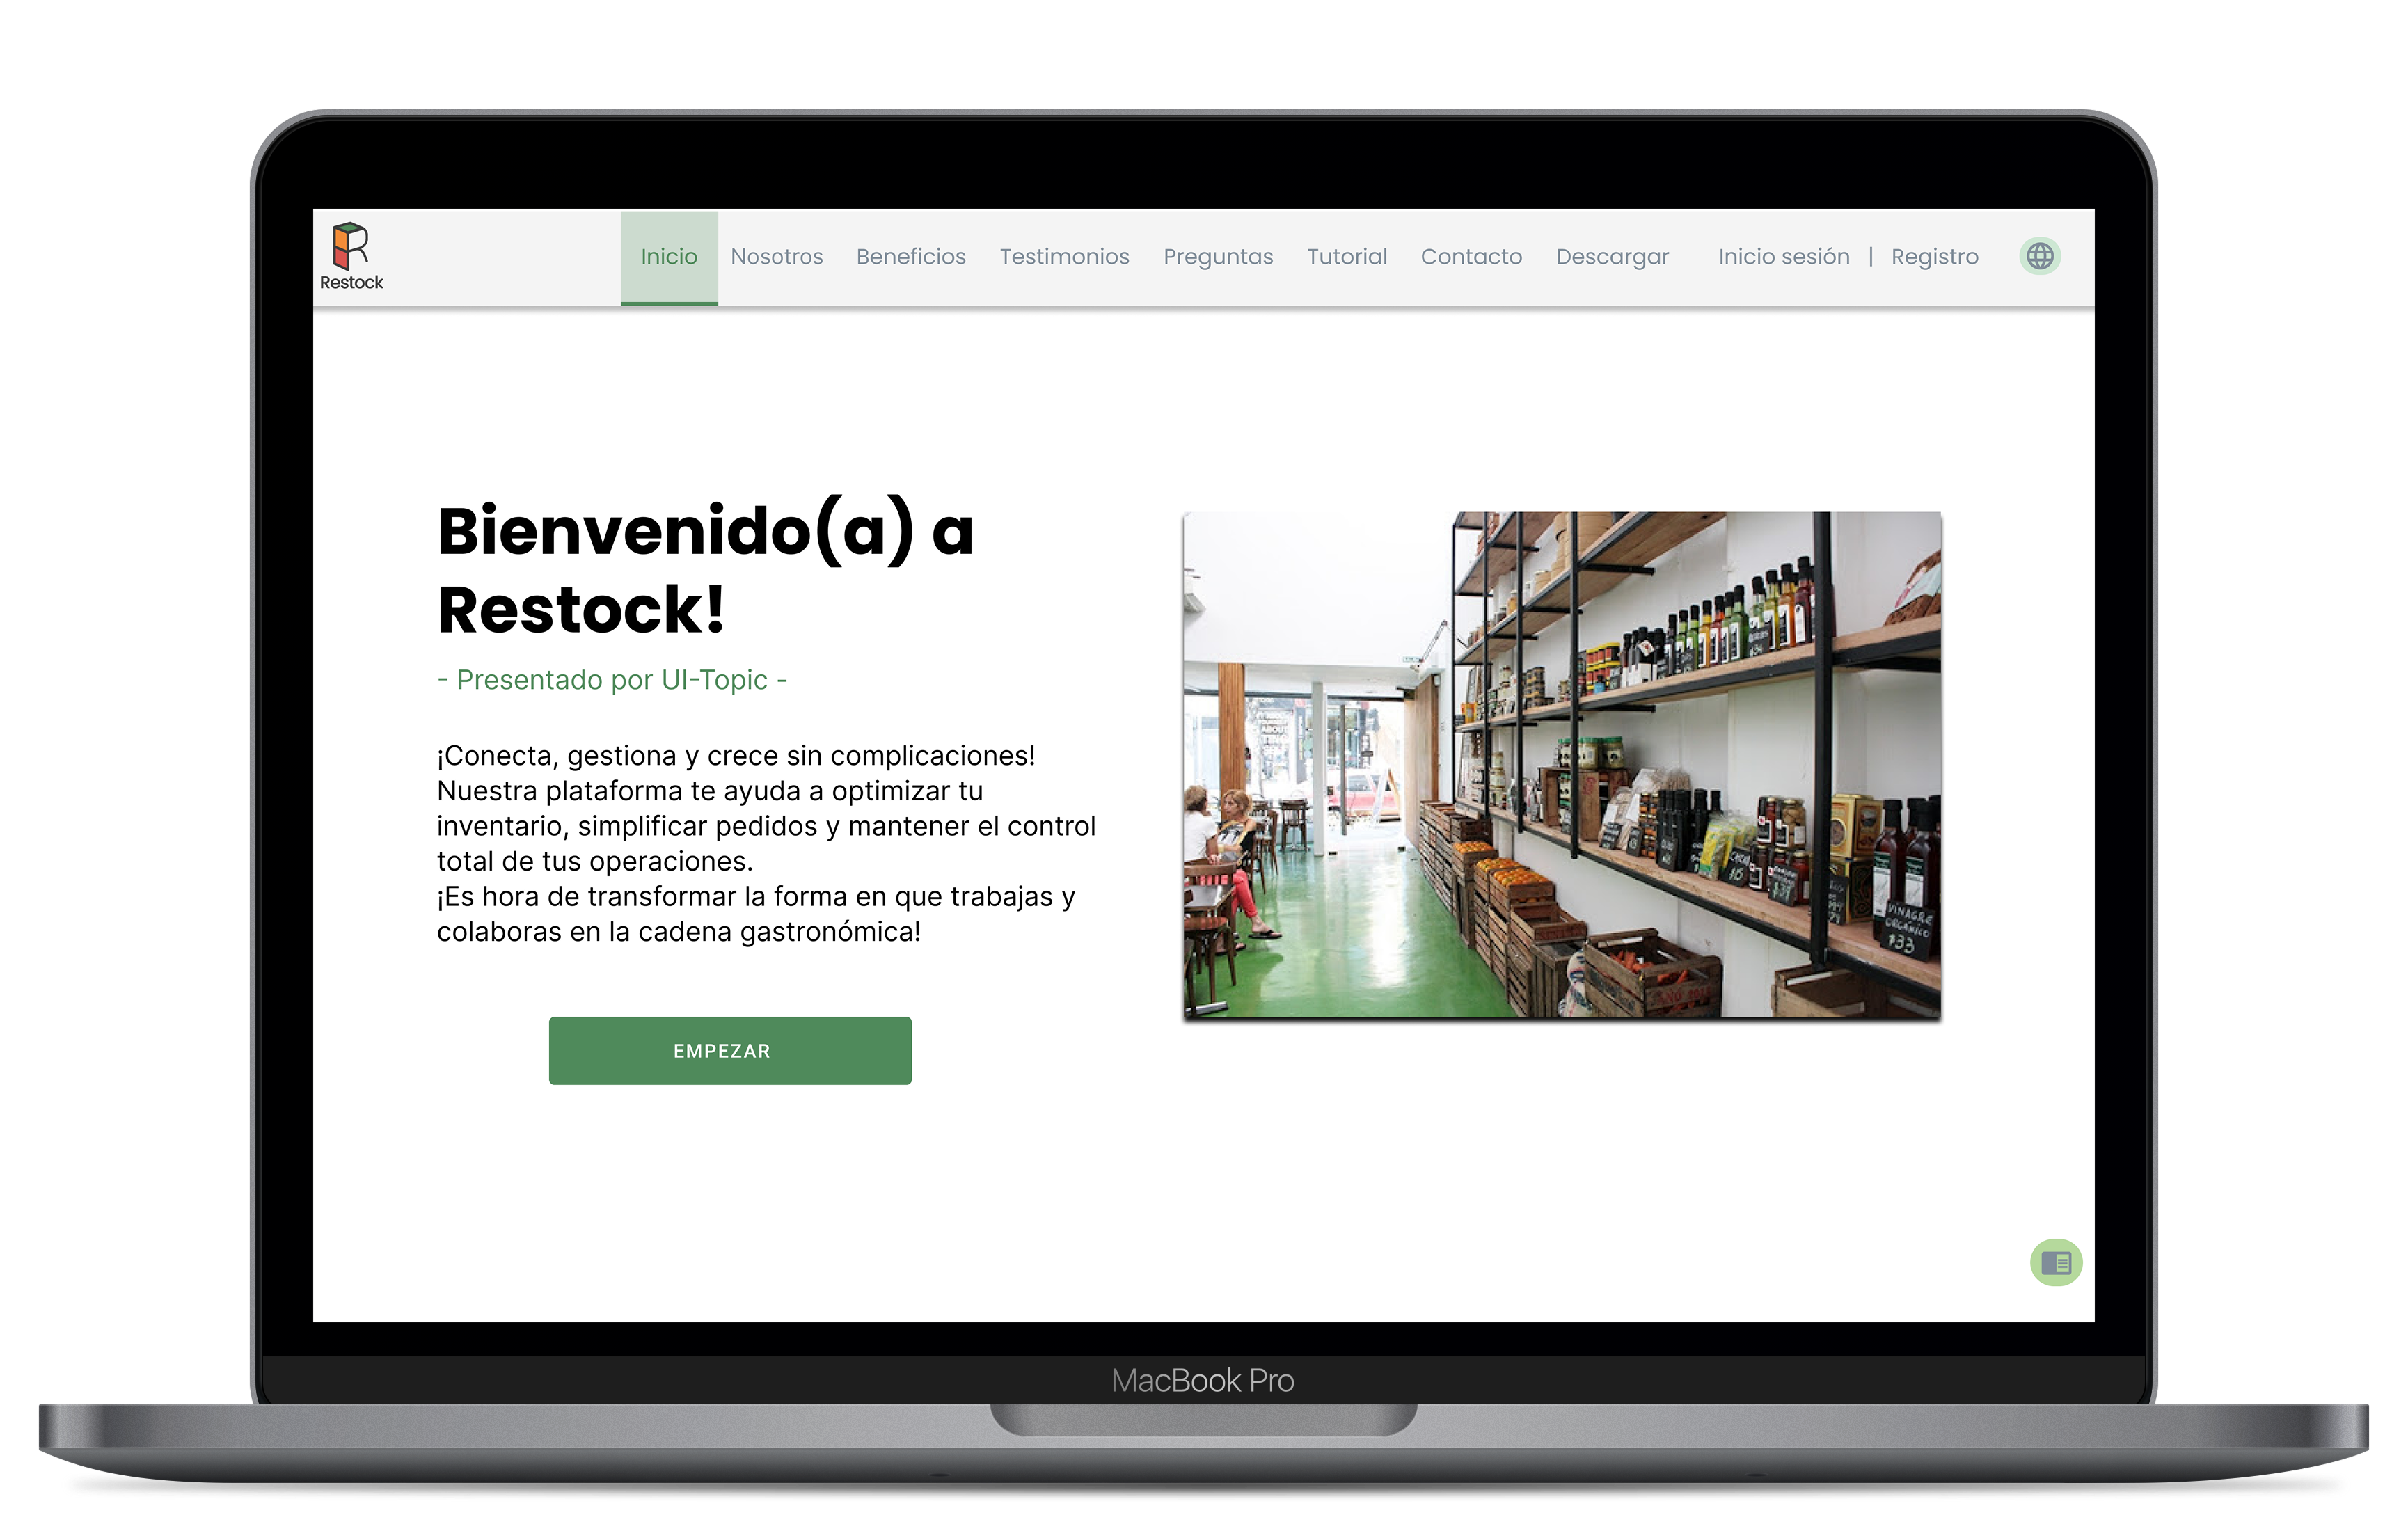 Restock
Inicio
Nosotros
Beneficios
Testimonios
Preguntas
Tutorial
Contacto
Descargar
Inicio sesión | Registro
Bienvenido(a) a
Restock!
- Presentado por UI-Topic -
¡Conecta, gestiona y crece sin complicaciones!
Nuestra plataforma te ayuda a optimizar tu
inventario, simplificar pedidos y mantener el control
total de tus operaciones.
¡Es hora de transformar la forma en que trabajas y
colaboras en la cadena gastronómica!
EMPEZAR
VINAGRE
ORGANICO
$33
MacBook Pro